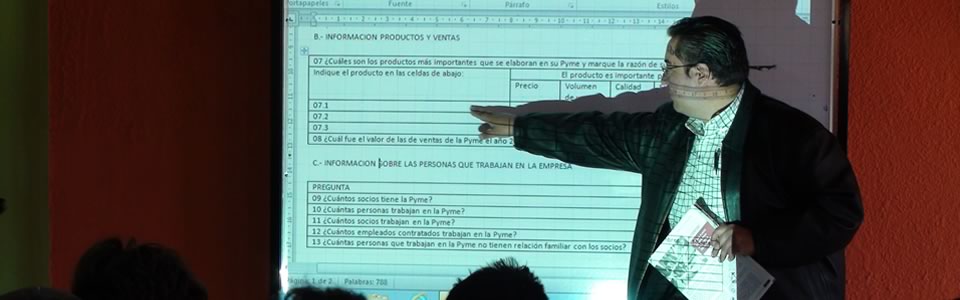 Portapapeles Fuente Párrafo Estilos
B.- INFORMACION PRODUCTOS Y VENTAS
07 ¿Cuáles son los productos más importantes que se elaboran en su Pyme y marque la razón de
Indique el producto en las celdas de abajo: El producto es importante
Precio Volumen Calidad
de
07.1
07.2
07.3
08 ¿Cuál fue el valor de las de ventas de la Pyme el año 2
C.- INFORMACION SOBRE LAS PERSONAS QUE TRABAJAN EN LA EMPRESA
PREGUNTA
09 ¿Cuántos socios tiene la Pyme?
10 ¿Cuántas personas trabajan en la Pyme?
11 ¿Cuántos socios trabajan en la Pyme?
12 ¿Cuántos empleados contratados trabajan en la Pyme?
13 ¿Cuántas personas que trabajan en la Pyme no tienen relación familiar con los socios?
Página: 1 de 2 Palabras: 788